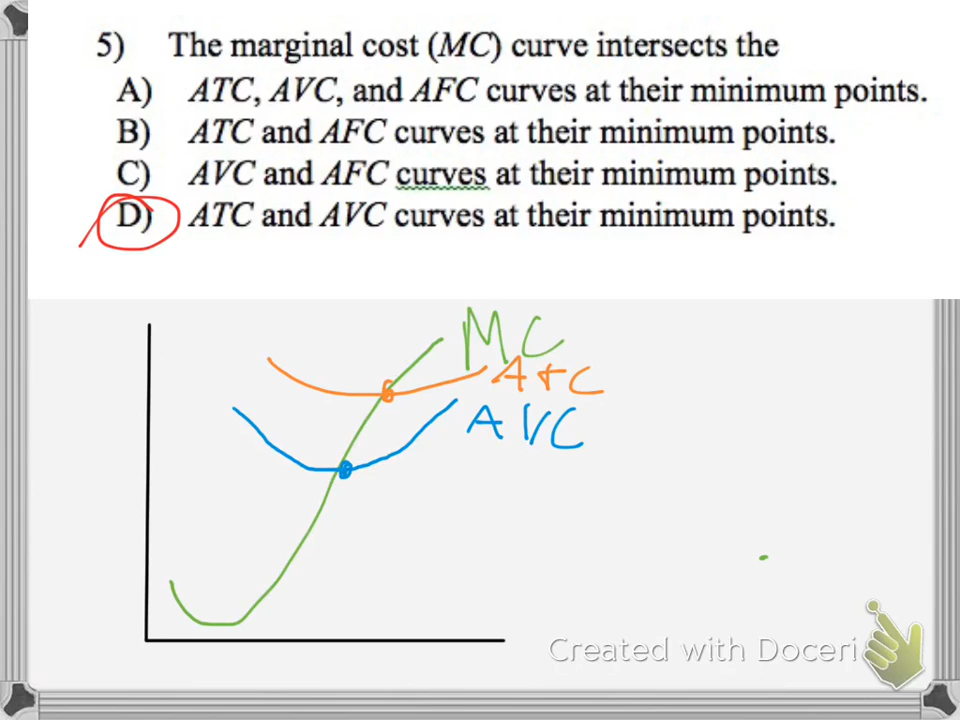 5) The marginal cost (MC) curve intersects the
A) ATC, AVC, and AFC curves at their minimum points.
B) ATC and AFC curves at their minimum points.
C) AVC and AFC curves at their minimum points.
D) ATC and AVC curves at their minimum points.
MC
AtC
AVC
Created with Doceri